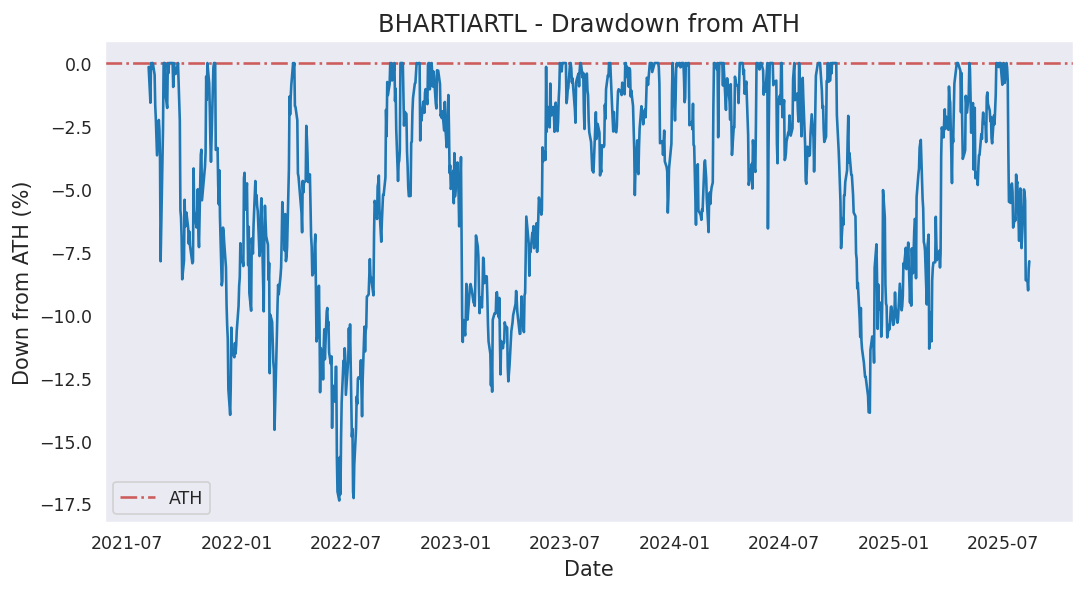 BHARTIARTL - Drawdown from ATH
Down from ATH (%)
0.0
−2.5
−5.0
−7.5
−10.0
−12.5
−15.0
−17.5
ATH
2021-07 2022-01 2022-07 2023-01 2023-07 2024-01 2024-07 2025-01 2025-07
Date